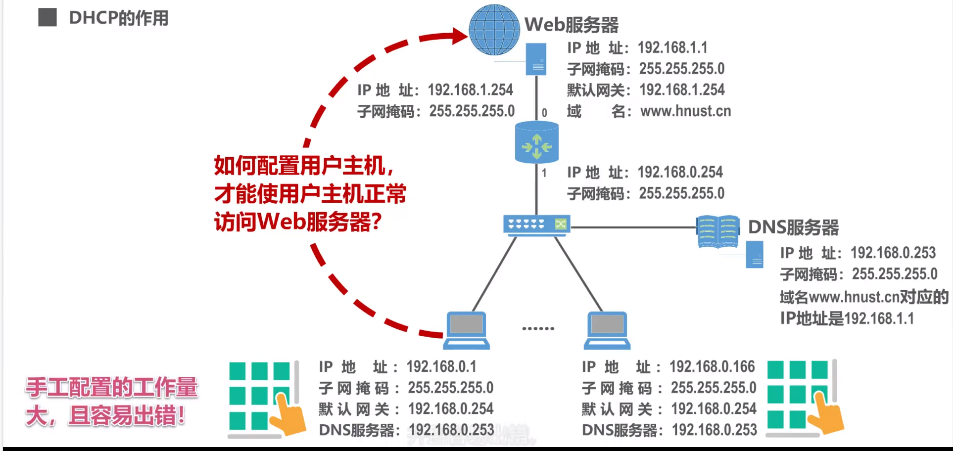 DHCP的作用
Web服务器
IP 地 址：192.168.1.1
子网掩码：255.255.255.0
默认网关：192.168.1.254
域 名：www.hnust.cn
IP 地 址：192.168.1.254
子网掩码：255.255.255.0
0
1
IP 地 址：192.168.0.254
子网掩码：255.255.255.0
如何配置用户主机，
才能使用户主机正常
访问Web服务器？
DNS服务器
IP 地 址：192.168.0.253
子网掩码：255.255.255.0
域名www.hnust.cn对应的
IP地址是192.168.1.1
......
手工配置的工作量
大，且容易出错！
IP 地 址：192.168.0.1
子网掩码：255.255.255.0
默认网关：192.168.0.254
DNS服务器：192.168.0.253
IP 地 址：192.168.0.166
子网掩码：255.255.255.0
默认网关：192.168.0.254
DNS服务器：192.168.0.253